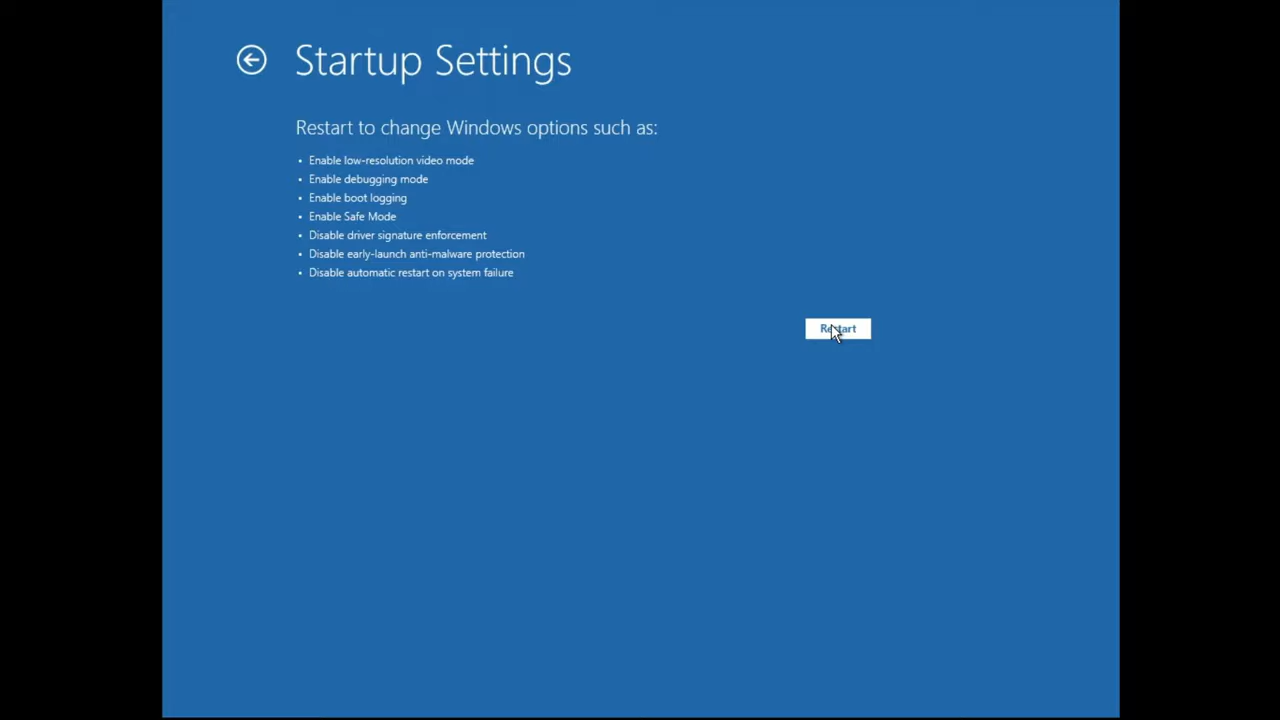 Startup Settings
Restart to change Windows options such as:
• Enable low-resolution video mode
• Enable debugging mode
• Enable boot logging
• Enable Safe Mode
• Disable driver signature enforcement
• Disable early-launch anti-malware protection
• Disable automatic restart on system failure
Restart